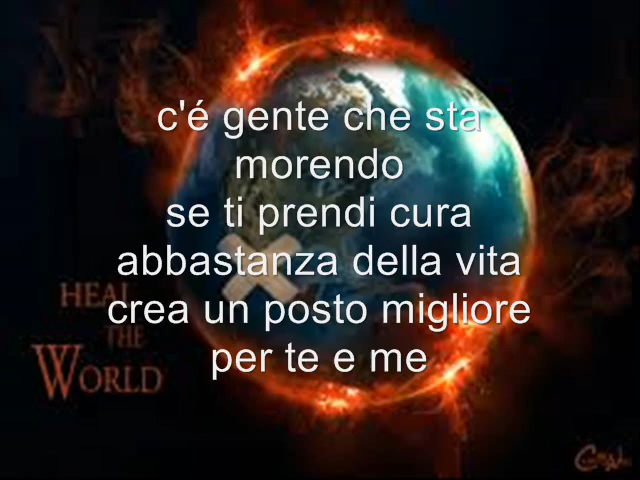 c'é gente che sta
morendo
se ti prendi cura
abbastanza della vita
crea un posto migliore
per te e me
HEAL
THE
WORLD